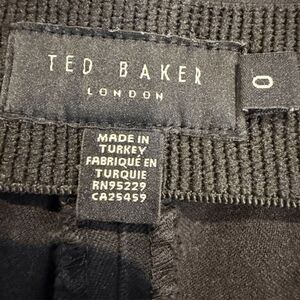 TED BAKER
LONDON
0
MADE IN
TURKEY
FABRIQUÉ EN
TURQUIE
RN95229
CA25459